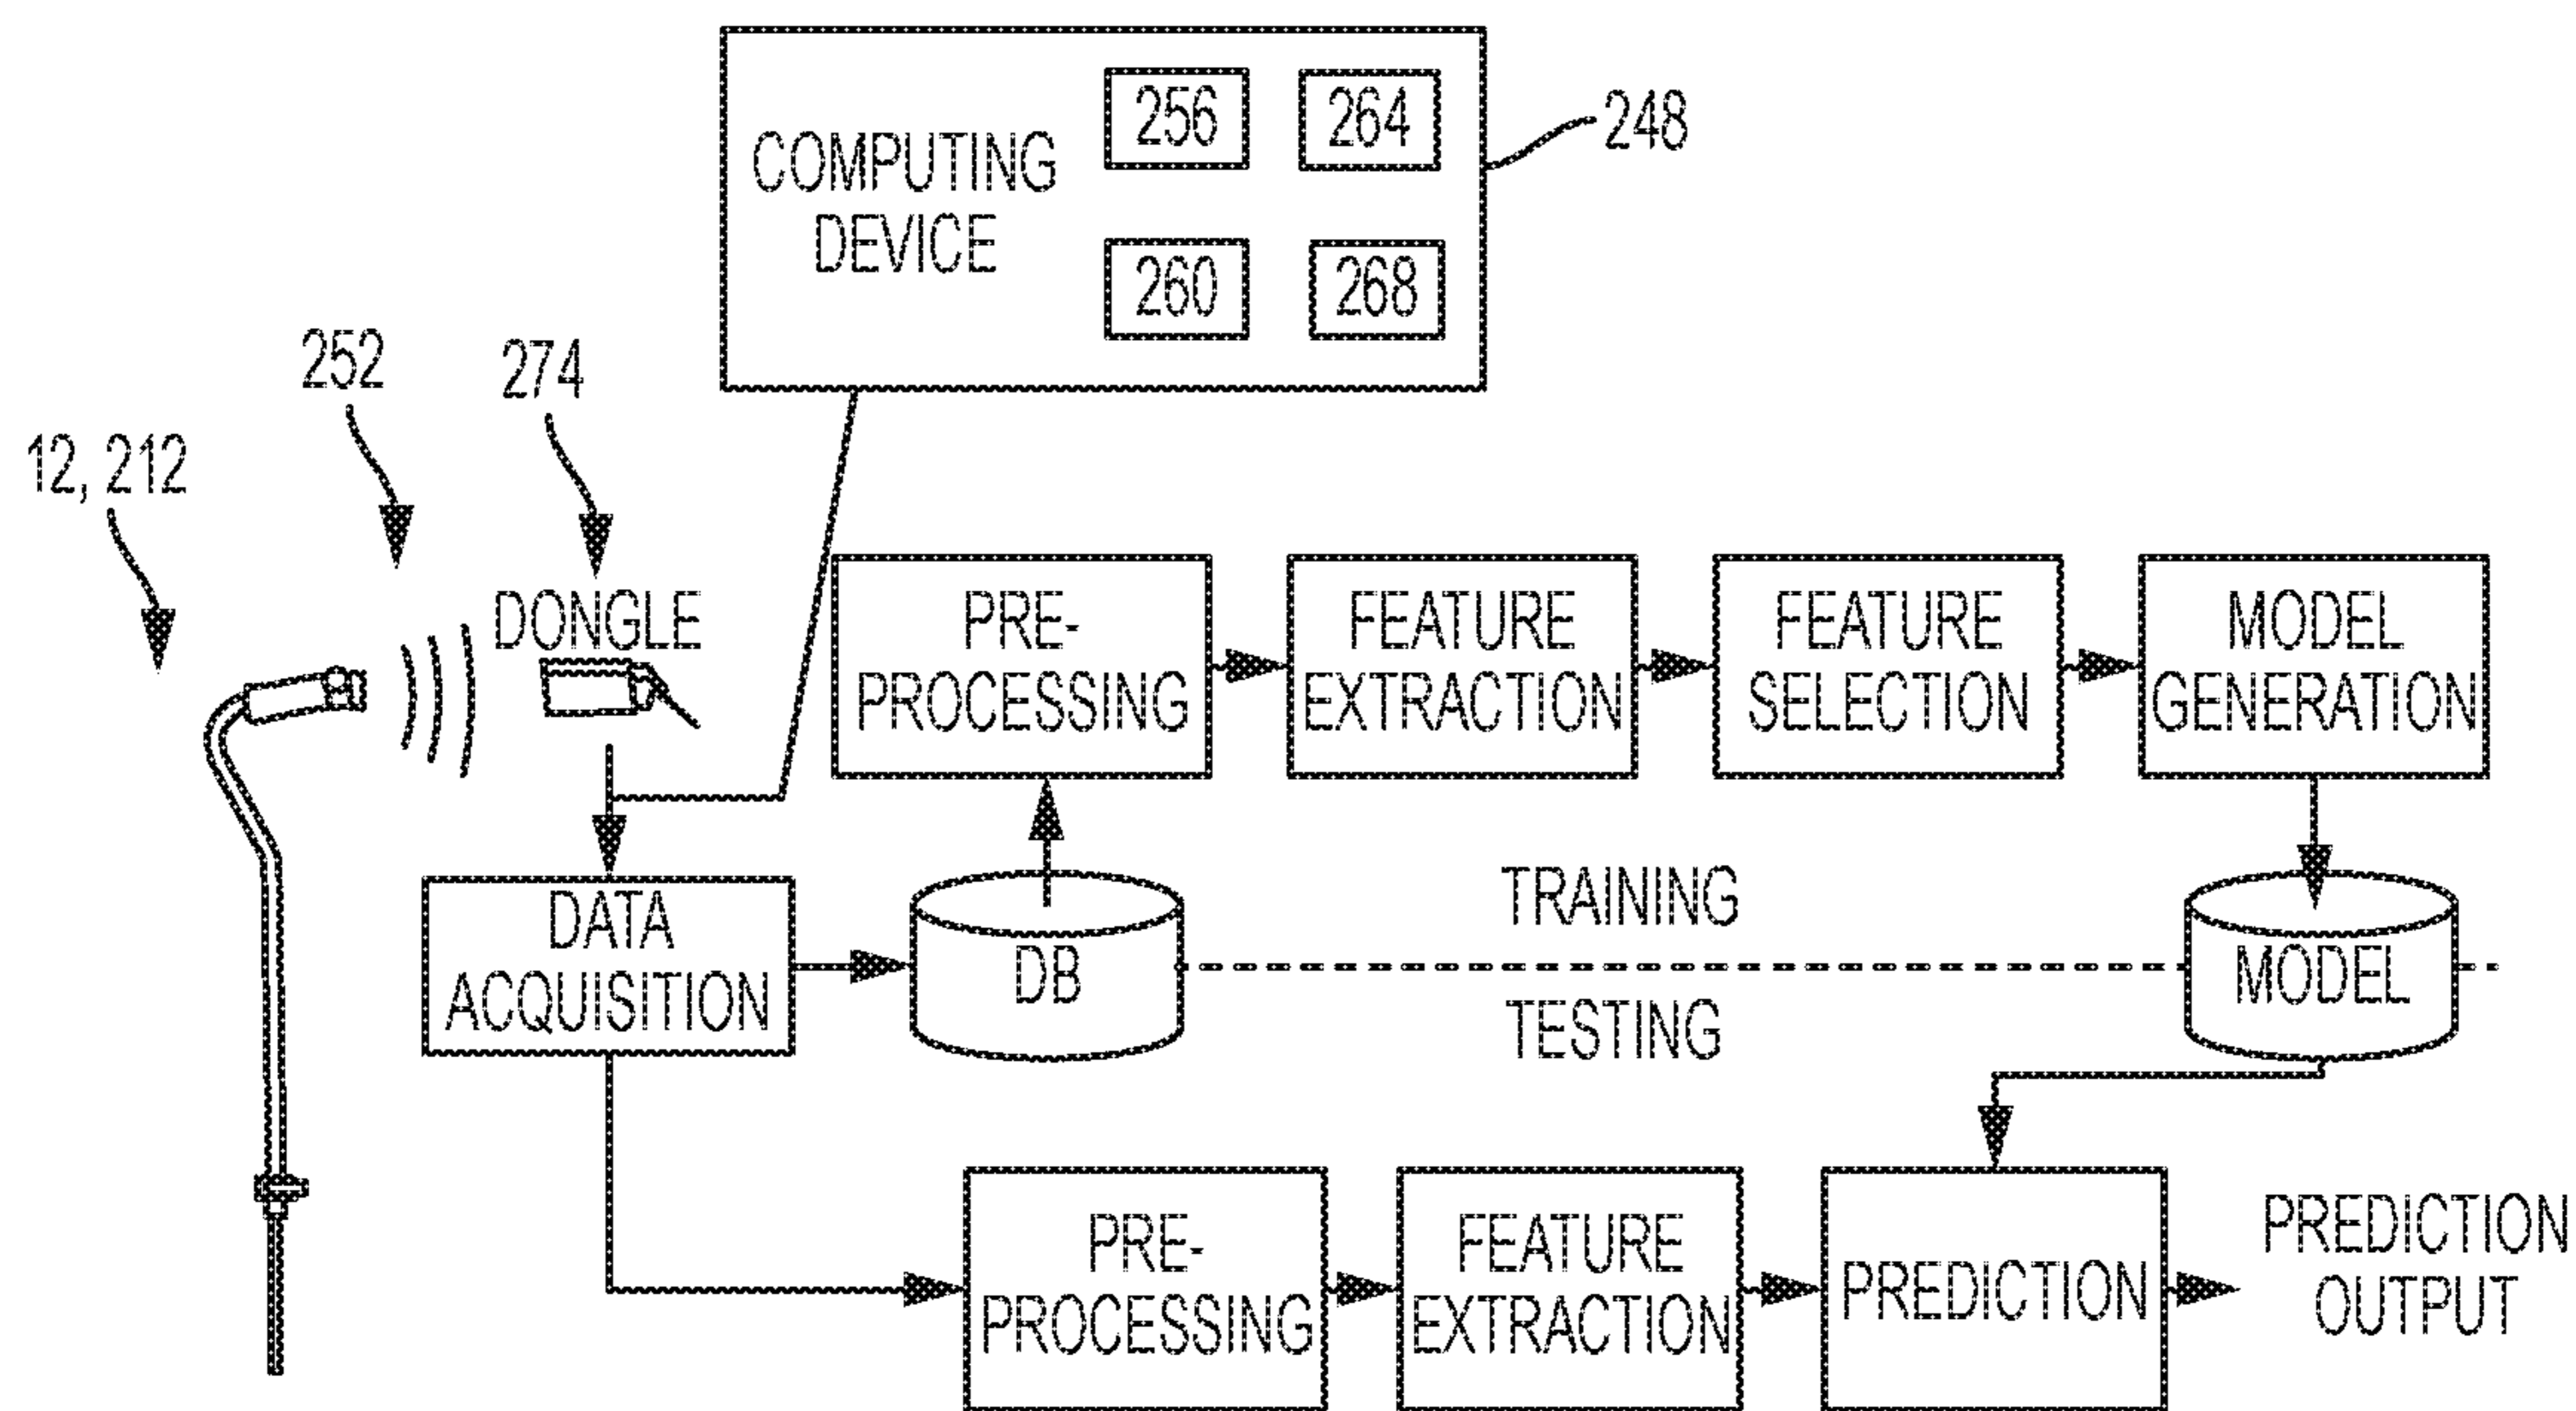 COMPUTING
DEVICE
256
264
260
268
248
252
274
12, 212
DONGLE
PRE-
PROCESSING
FEATURE
EXTRACTION
FEATURE
SELECTION
MODEL
GENERATION
DATA
ACQUISITION
DB
TRAINING
TESTING
MODEL
PRE-
PROCESSING
FEATURE
EXTRACTION
PREDICTION
PREDICTION
OUTPUT